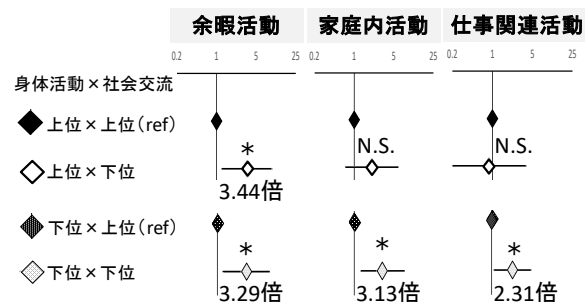 余暇活動 家庭内活動 仕事関連活動
0.2 1 5 25 0.2 1 5 25 0.2 1 5 25
身体活動×社会交流
上位×上位(ref)
* N.S. N.S.
上位×下位
3.44倍
下位×上位(ref)
* * *
下位×下位
3.29倍 3.13倍 2.31倍